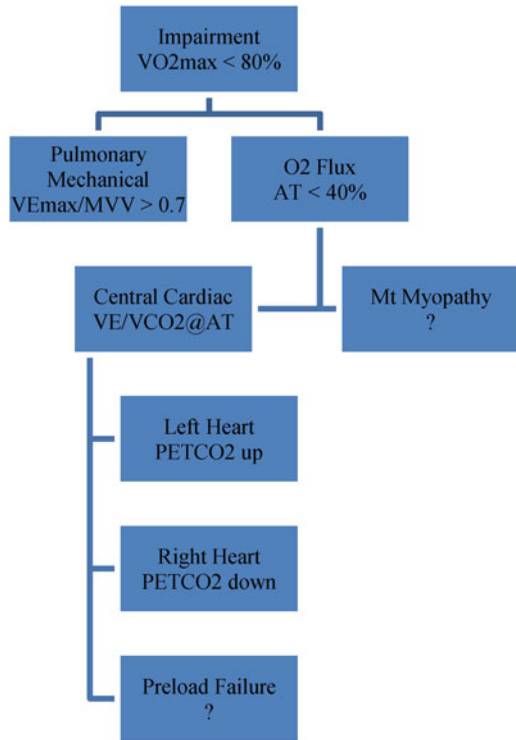 Impairment
VO2max < 80%
Pulmonary
Mechanical
VEmax/MVV > 0.7
O2 Flux
AT < 40%
Central Cardiac
VE/VCO2@AT
Mt Myopathy
?
Left Heart
PETCO2 up
Right Heart
PETCO2 down
Preload Failure
?